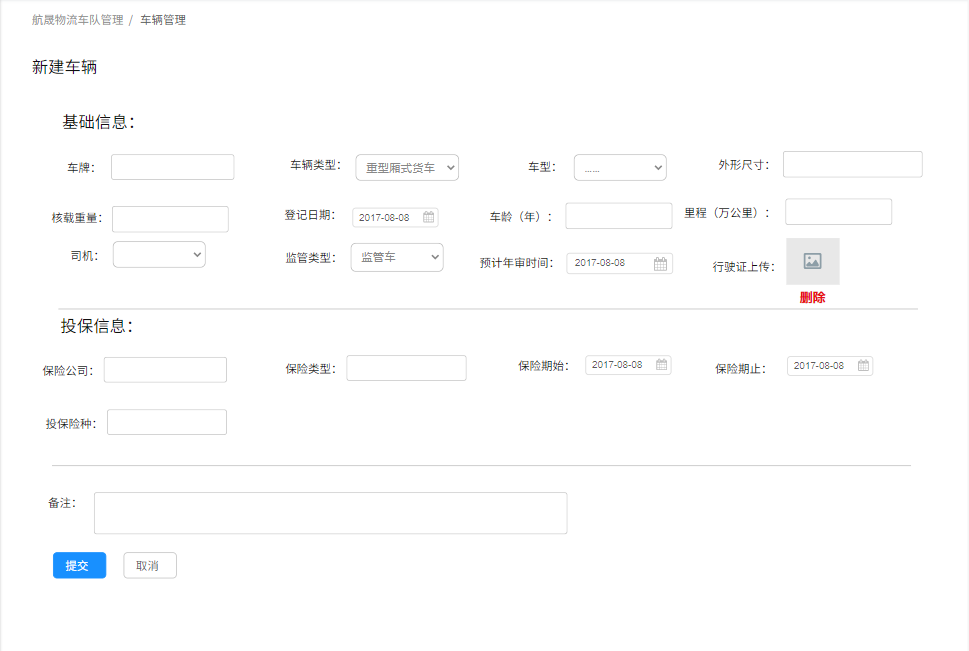 航晟物流车队管理 / 车辆管理
新建车辆
基础信息：
车牌： 车辆类型： 重型厢式货车 车型： ...... 外形尺寸：
核载重量： 登记日期： 2017-08-08 车龄（年）： 里程（万公里）：
司机： 监管类型： 监管车 预计年审时间： 2017-08-08 行驶证上传：
删除
投保信息：
保险公司： 保险类型： 保险期始： 2017-08-08 保险期止： 2017-08-08
投保险种：
备注：
提交 取消